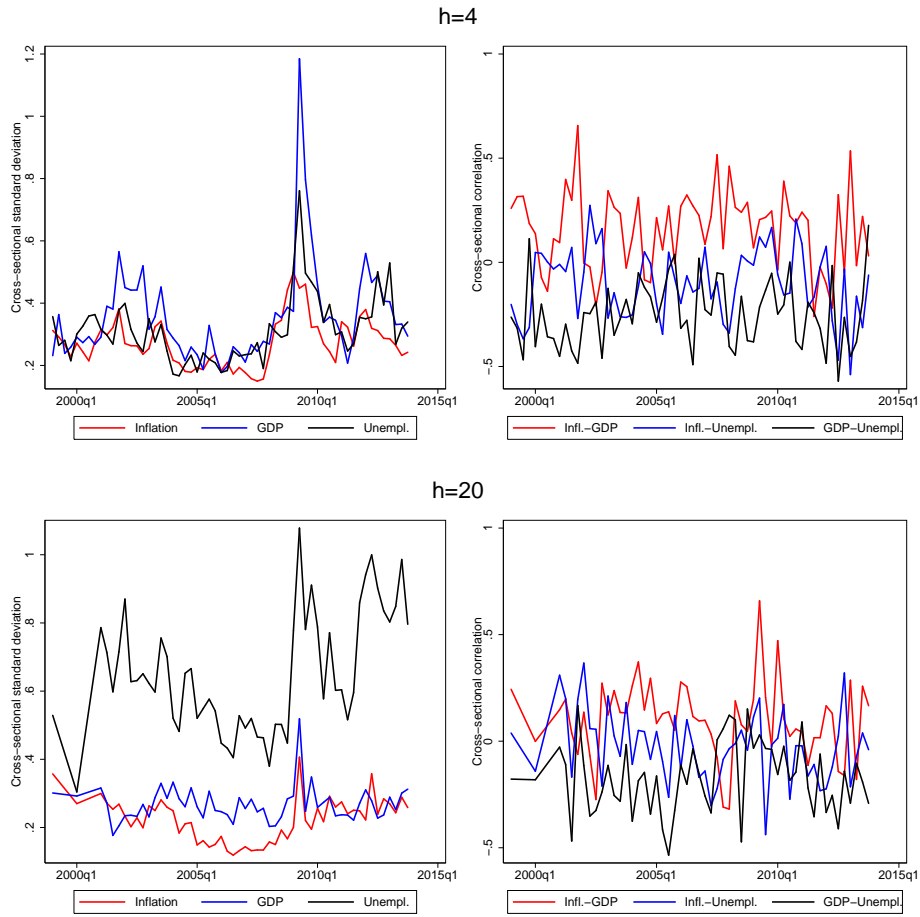 h=4
Cross−sectional standard deviation
.2 .4 .6 .8 1 1.2
2000q1 2005q1 2010q1 2015q1
Inflation GDP Unempl.
Cross−sectional correlation
−.5 0 .5 1
2000q1 2005q1 2010q1 2015q1
Infl.−GDP Infl.−Unempl. GDP−Unempl.
h=20
Cross−sectional standard deviation
.2 .4 .6 .8 1
2000q1 2005q1 2010q1 2015q1
Inflation GDP Unempl.
Cross−sectional correlation
−.5 0 .5 1
2000q1 2005q1 2010q1 2015q1
Infl.−GDP Infl.−Unempl. GDP−Unempl.